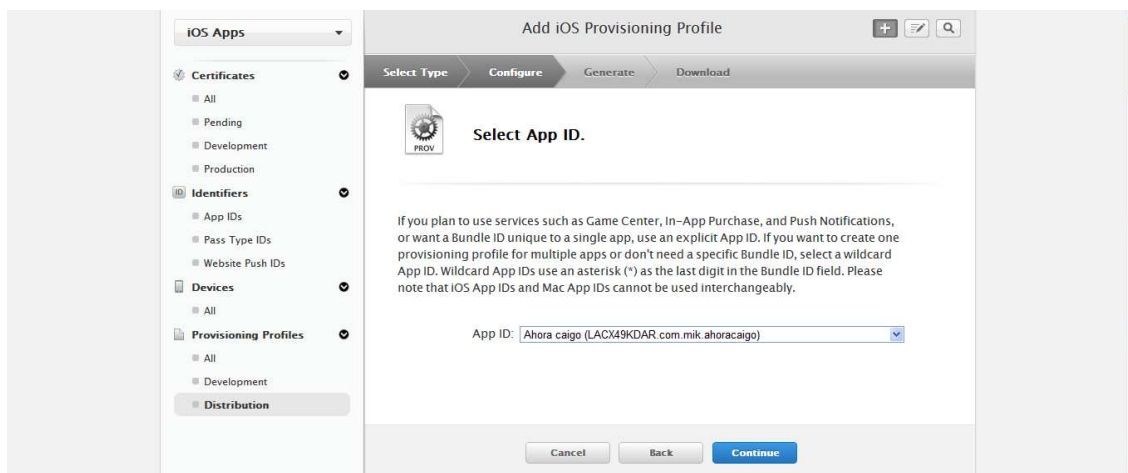 iOS Apps
Certificates
All
Pending
Development
Production
ID Identifiers
App IDs
Pass Type IDs
Website Push IDs
Devices
All
Provisioning Profiles
All
Development
Distribution
Add iOS Provisioning Profile
Select Type Configure Generate Download
PROV
Select App ID.
If you plan to use services such as Game Center, In-App Purchase, and Push Notifications,
or want a Bundle ID unique to a single app, use an explicit App ID. If you want to create one
provisioning profile for multiple apps or don't need a specific Bundle ID, select a wildcard
App ID. Wildcard App IDs use an asterisk (*) as the last digit in the Bundle ID field. Please
note that iOS App IDs and Mac App IDs cannot be used interchangeably.
App ID: Ahora caigo (LACX49KDAR.com.mik.ahoracaigo)
Cancel Back Continue